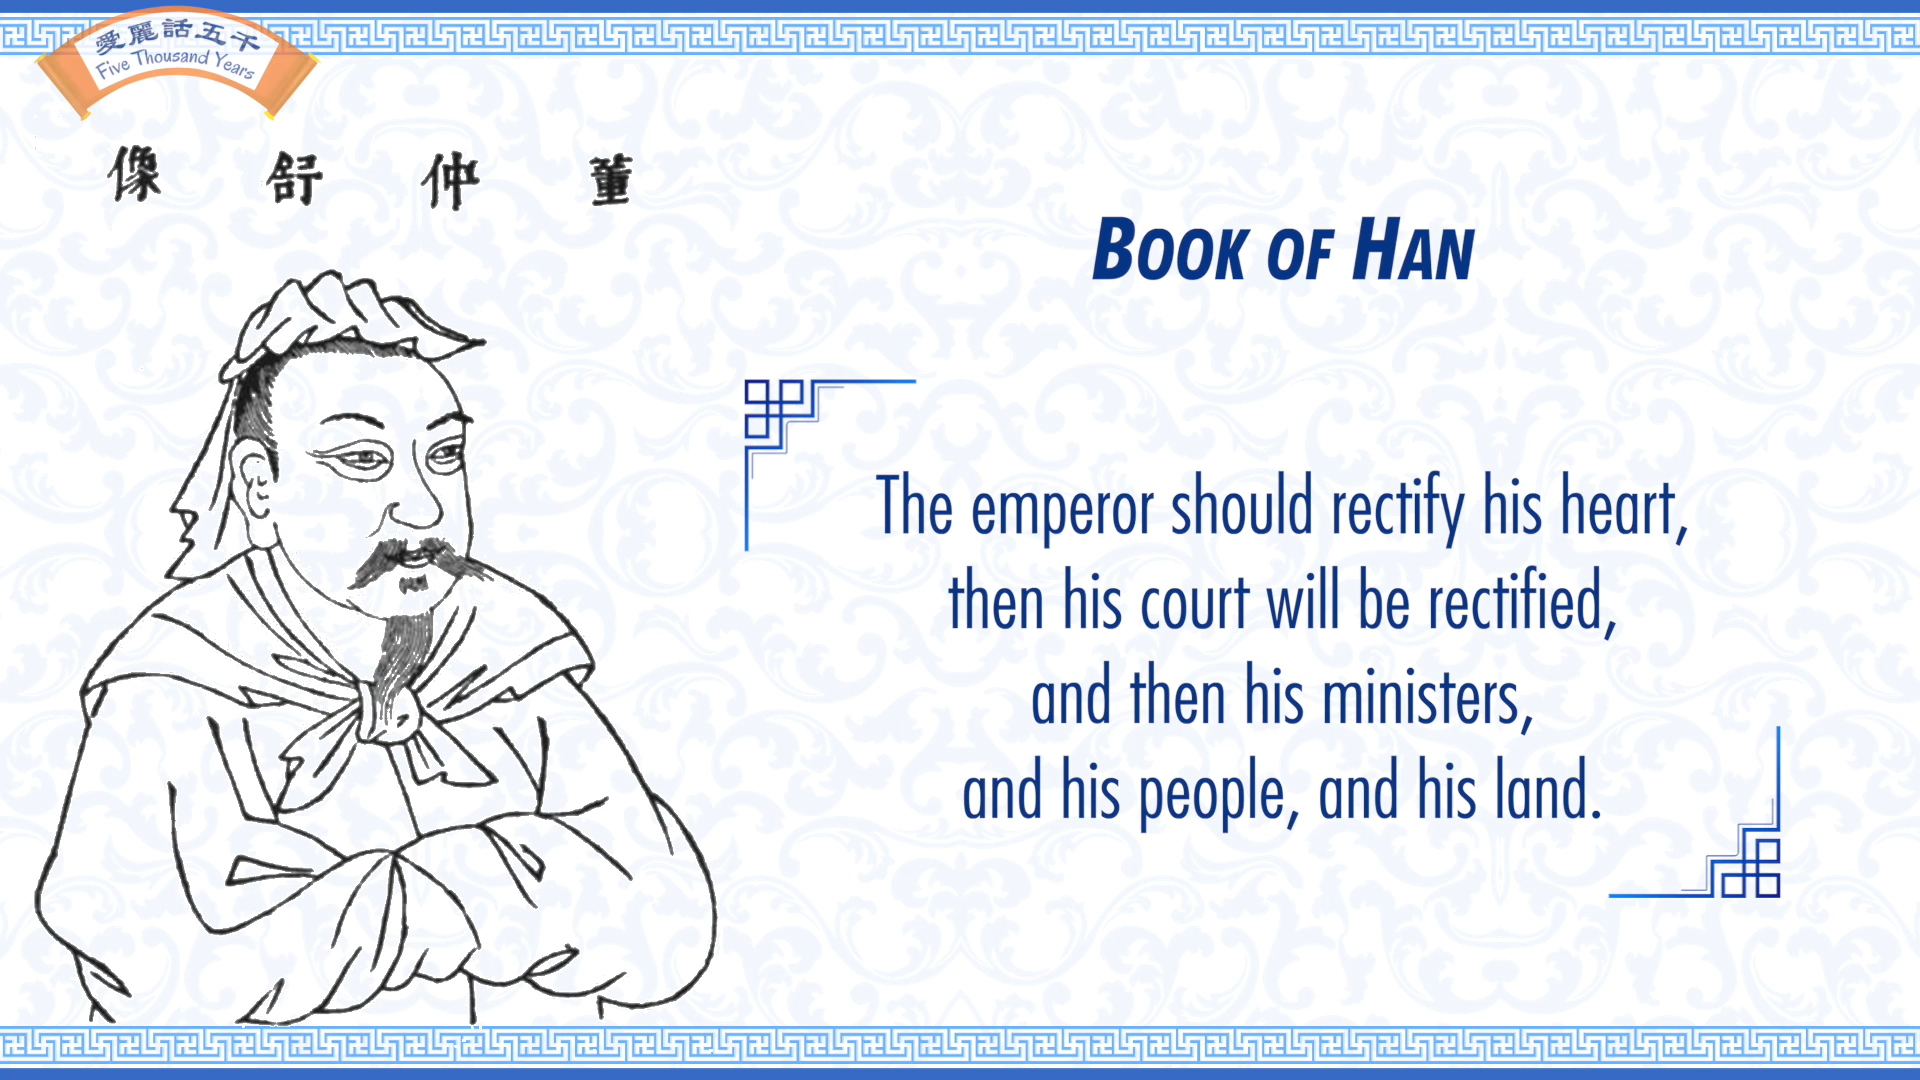 愛麗話五千
Five Thousand Years
像 舒 仲 董
BOOK OF HAN
The emperor should rectify his heart,
then his court will be rectified,
and then his ministers,
and his people, and his land.